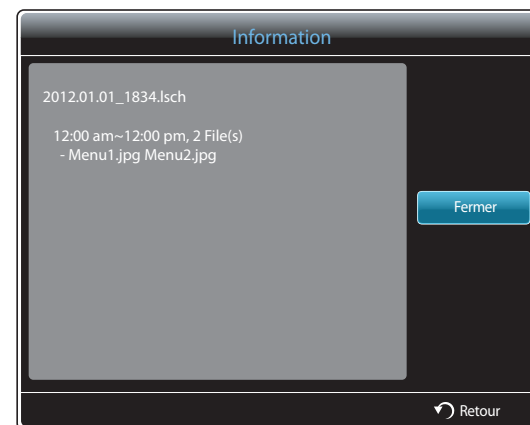 Information
2012.01.01_1834.lsch
12:00 am~12:00 pm, 2 File(s)
- Menu1.jpg Menu2.jpg
Fermer
Retour